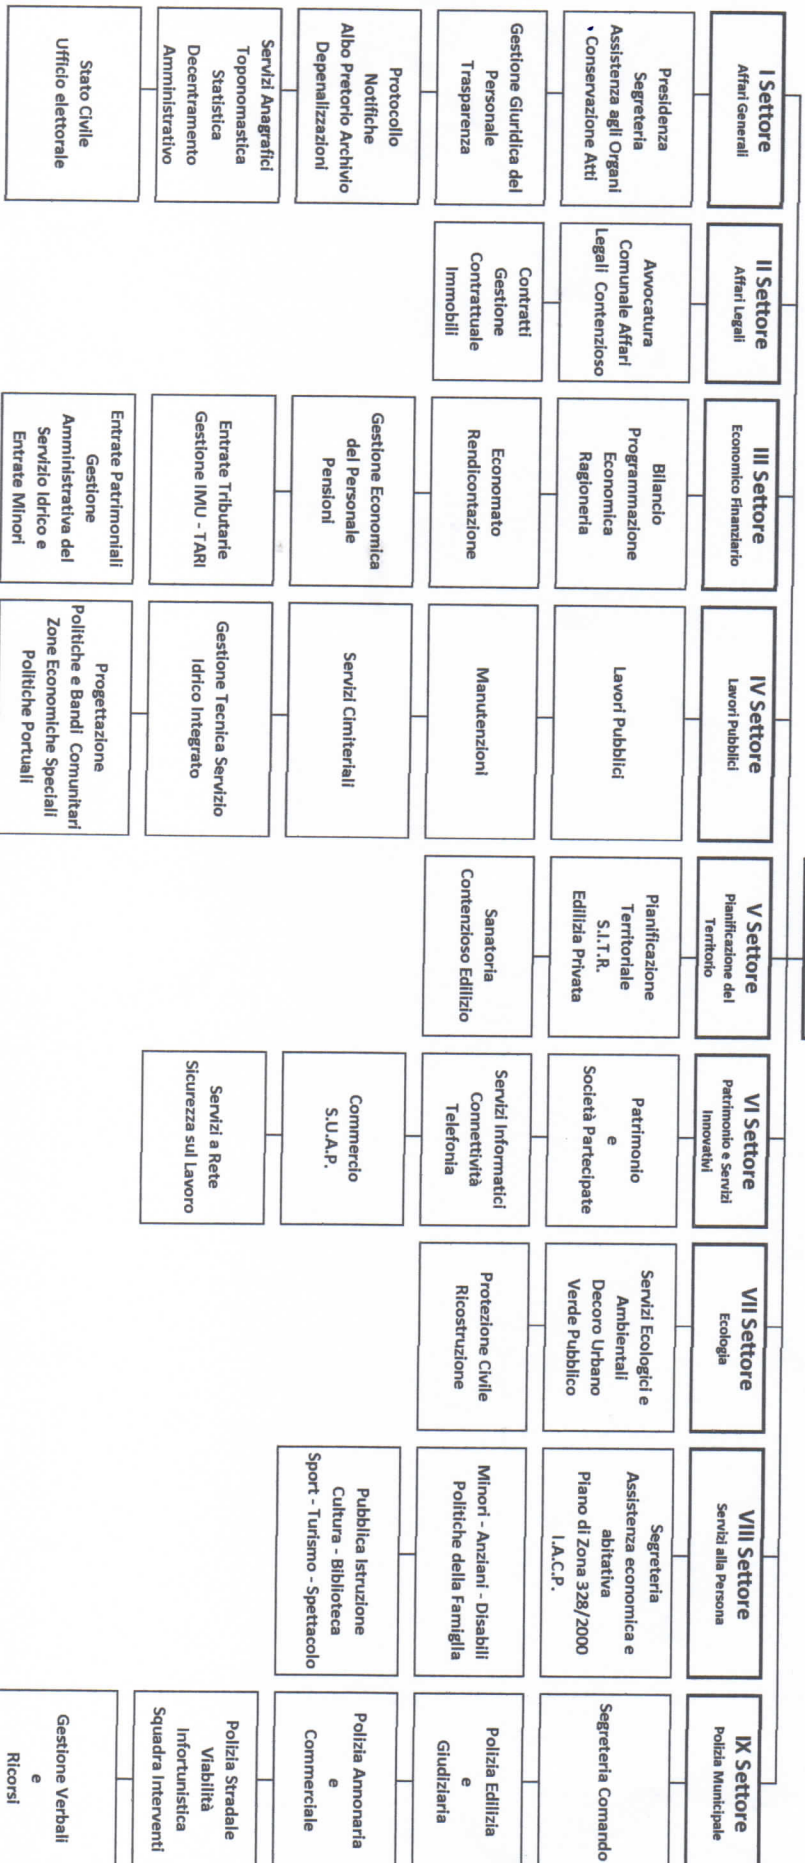 I Settore
Affari Generali
Presidenza
Segreteria
Assistenza agli Organi
Conservazione Atti
Gestione Giuridica del
Personale
Trasparenza
Protocollo
Notifiche
Albo Pretorio Archivio
Depenalizzazioni
Servizi Anagrafici
Toponomastica
Statistica
Decentramento
Amministrativo
Stato Civile
Ufficio elettorale
II Settore
Affari Legali
Avvocatura
Comunale Affari
Legali Contenzioso
Contratti
Gestione
Contrattuale
Immobili
III Settore
Economico Finanziario
Bilancio
Programmazione
Economica
Ragioneria
Economato
Rendicontazione
Gestione Economica
del Personale
Pensioni
Entrate Tributarie
Gestione IMU - TARI
Entrate Patrimoniali
Gestione
Amministrativa del
Servizio Idrico e
Entrate Minori
IV Settore
Lavori Pubblici
Lavori Pubblici
Manutenzioni
Servizi Cimiteriali
Gestione Tecnica Servizio
Idrico Integrato
Progettazione
Politiche e Bandi Comunitari
Zone Economiche Speciali
Politiche Portuali
V Settore
Pianificazione del
Territorio
Pianificazione
Territoriale
S.I.T.R.
Edilizia Privata
Sanatoria
Contenzioso Edilizio
VI Settore
Patrimonio e Servizi
Innovativi
Patrimonio
e
Società Partecipate
Servizi Informatici
Connettività
Telefonia
Commercio
S.U.A.P.
Servizi a Rete
Sicurezza sul Lavoro
VII Settore
Ecologia
Servizi Ecologici e
Ambientali
Decoro Urbano
Verde Pubblico
Protezione Civile
Ricostruzione
VIII Settore
Servizi alla Persona
Segreteria
Assistenza economica e
abitativa
Piano di Zona 328/2000
I.A.C.P.
Minori - Anziani - Disabili
Politiche della Famiglia
Pubblica Istruzione
Cultura - Biblioteca
Sport - Turismo - Spettacolo
IX Settore
Polizia Municipale
Segreteria Comando
Polizia Edilizia
e
Giudiziaria
Polizia Annonaria
e
Commerciale
Polizia Stradale
Viabilità
Infortunistica
Squadra Interventi
Gestione Verbali
e
Ricorsi